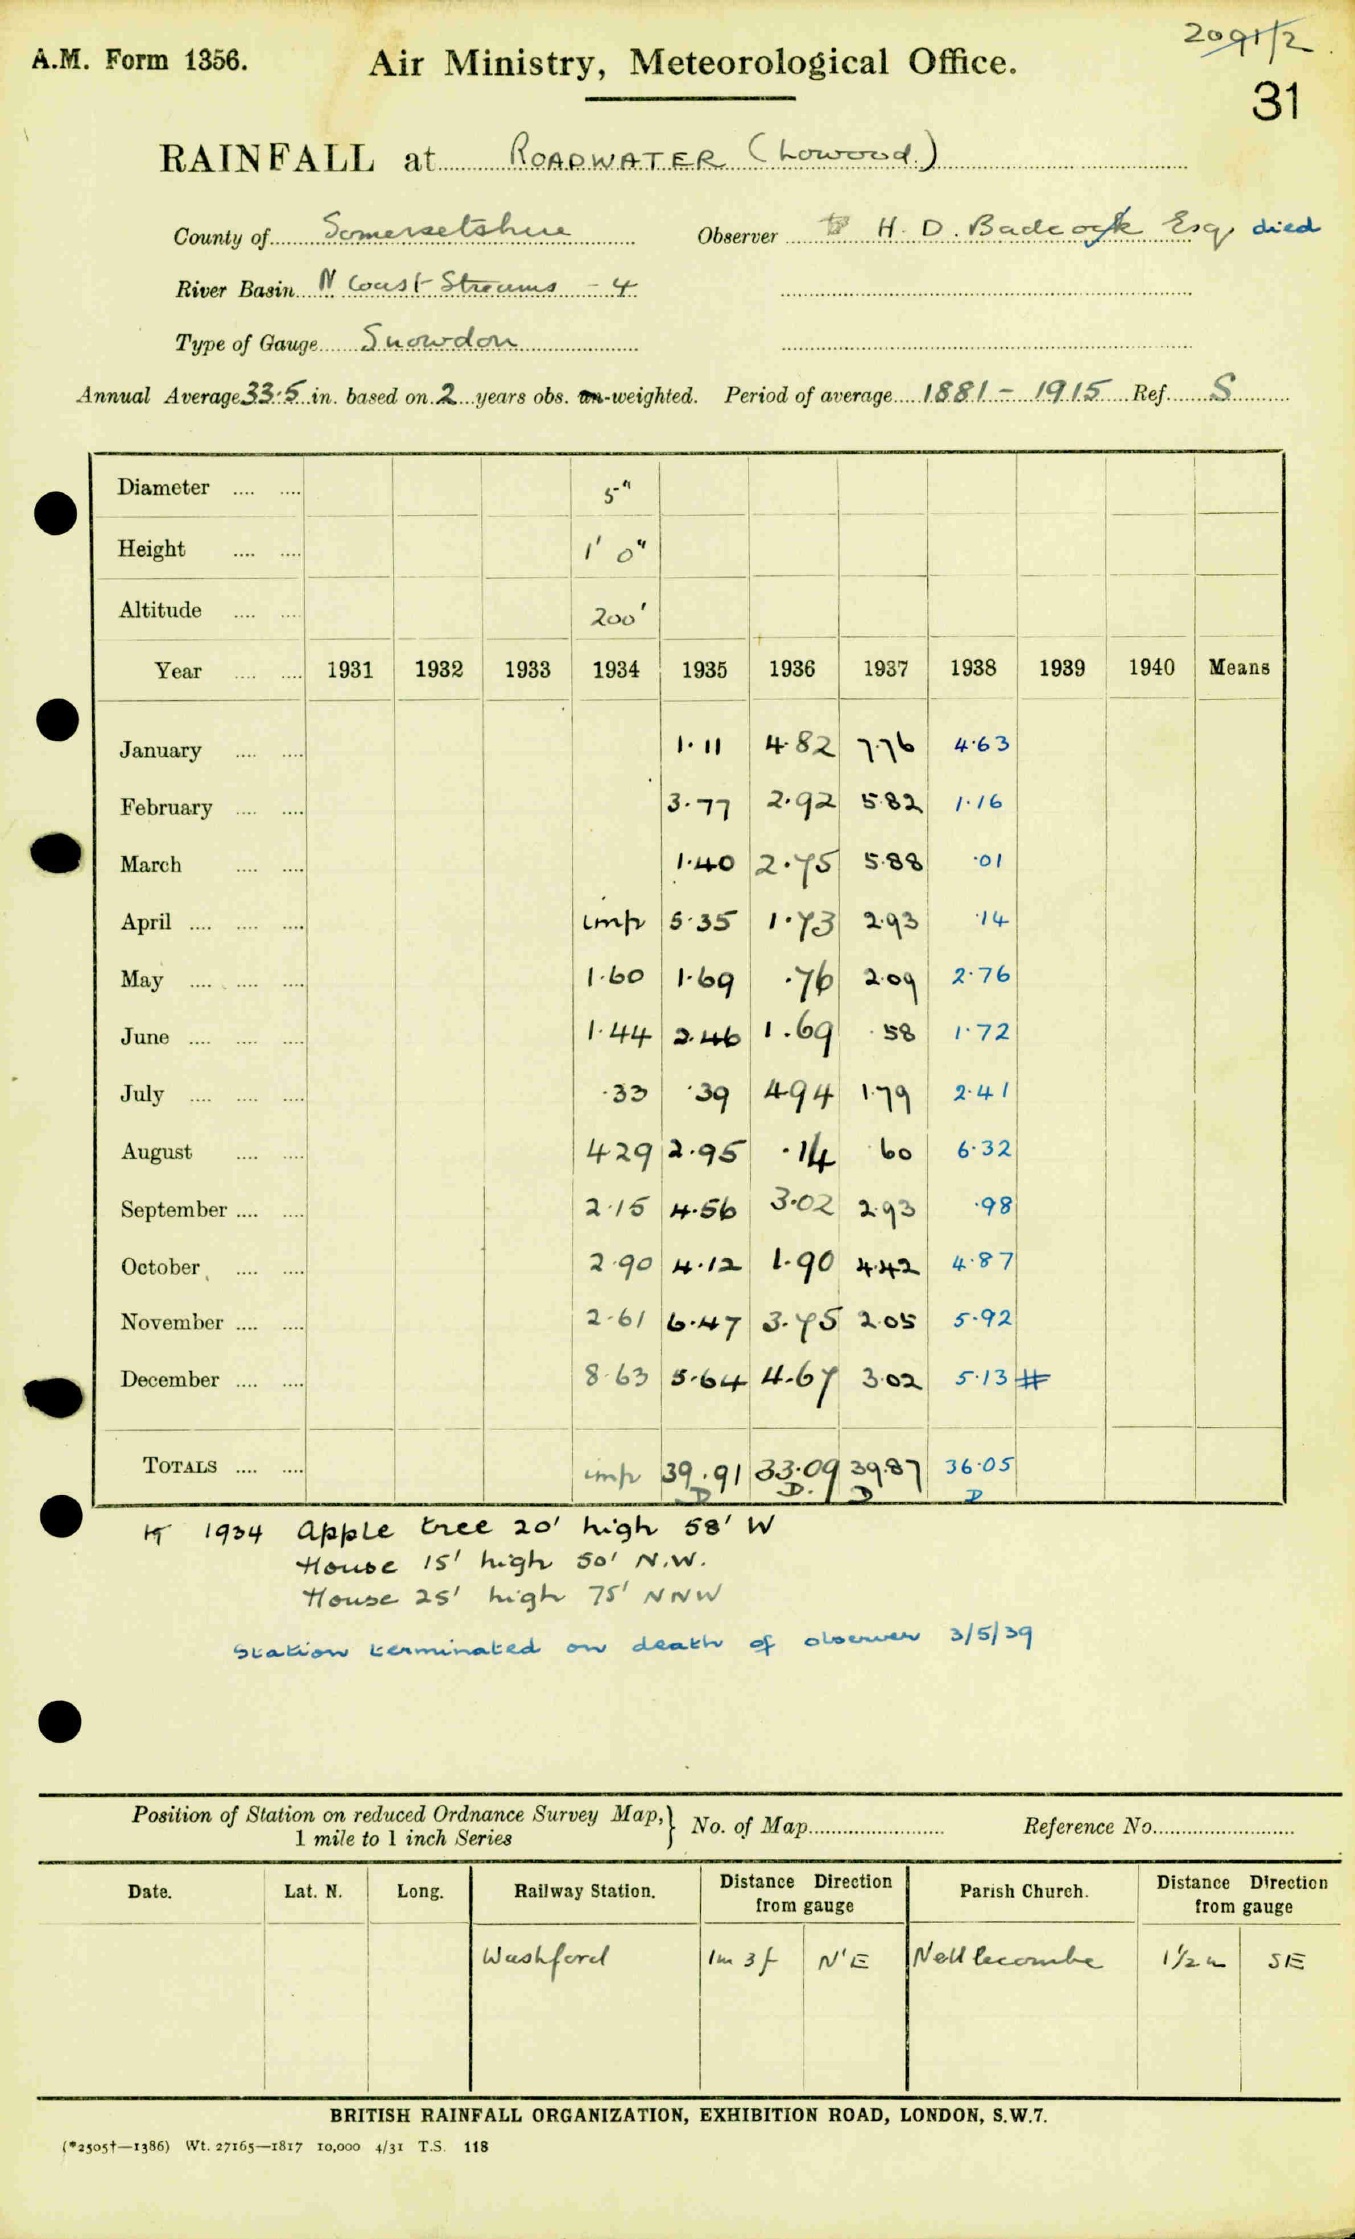 2091/2
A.M. Form 1356. Air Ministry, Meteorological Office.
31
RAINFALL at ROADWATER (Lowood.)
County of Somersetshire Observer H. D. Badcock Esq. died
River Basin N Coast Streams - 4
Type of Gauge Snowdon
Annual Average 33.5 in. based on 2 years obs. -weighted. Period of average 1881 - 1915 Ref. S
Diameter .... .... 5"
Height .... .... 1' 0"
Altitude .... .... 200'
Year .... .... 1931 1932 1933 1934 1935 1936 1937 1938 1939 1940 Means
January .... .... 1.11 4.82 7.76 4.63
February .... .... 3.77 2.92 5.82 1.16
March .... .... 1.40 2.75 5.88 .01
April .... .... .... imp 5.35 1.73 2.93 .14
May .... .... .... 1.60 1.69 .76 2.09 2.76
June .... .... .... 1.44 2.46 1.69 .58 1.72
July .... .... .... .33 .39 4.94 1.79 2.41
August .... .... 4.29 2.95 .14 .60 6.32
September .... .... 2.15 4.56 3.02 2.93 .98
October .... .... 2.90 4.12 1.90 4.42 4.87
November .... .... 2.61 6.47 3.75 2.05 5.92
December .... .... 8.63 5.64 4.67 3.02 5.13 #
TOTALS .... .... imp 39.91 33.09 39.87 36.05
D D. D D
1934 Apple tree 20' high 58' W
House 15' high 50' N.W.
House 25' high 75' NNW
Station terminated on death of observer 3/5/39
Position of Station on reduced Ordnance Survey Map, } No. of Map Reference No.
1 mile to 1 inch Series
Date. Lat. N. Long. Railway Station. Distance from gauge Direction Parish Church. Distance from gauge Direction
Washford 1m 3f N'E Nettlecombe 1½ m SE
BRITISH RAINFALL ORGANIZATION, EXHIBITION ROAD, LONDON, S.W.7.
(*2505†—1386) Wt. 27165—1817 10,000 4/31 T.S. 118